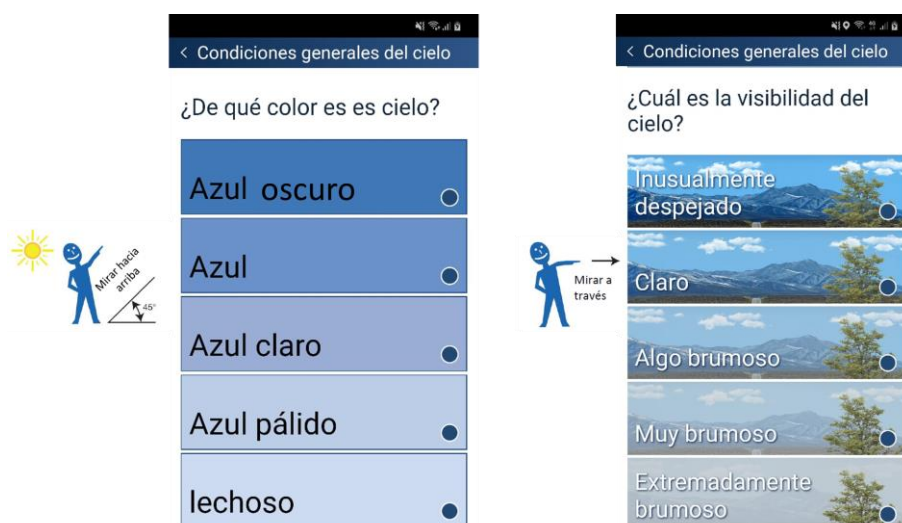 < Condiciones generales del cielo
¿De qué color es es cielo?
Azul oscuro
Azul
Azul claro
Azul pálido
lechoso
Mirar hacia
arriba
45°
< Condiciones generales del cielo
¿Cuál es la visibilidad del
cielo?
Inusualmente
despejado
Claro
Algo brumoso
Muy brumoso
Extremadamente
brumoso
Mirar a
través